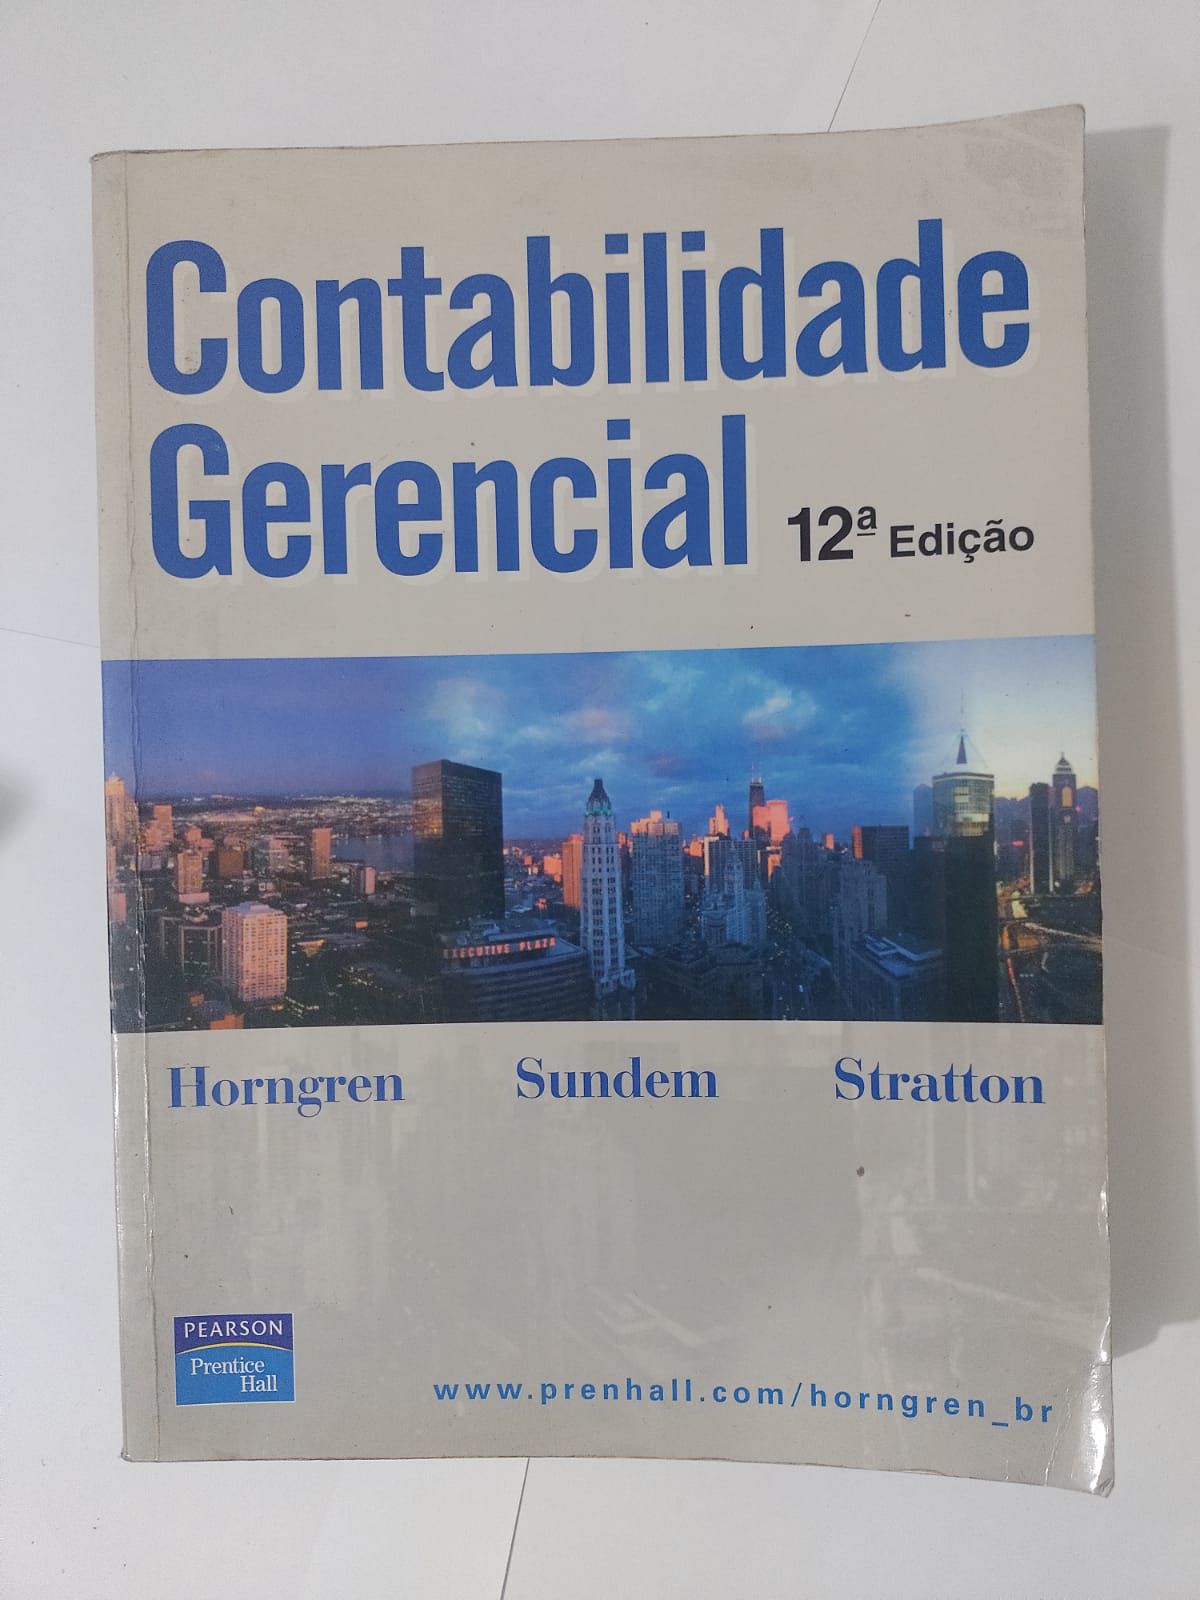 Contabilidade
Gerencial 12ª Edição
EXECUTIVE PLAZA
Horngren Sundem Stratton
PEARSON
Prentice
Hall
www.prenhall.com/horngren_br